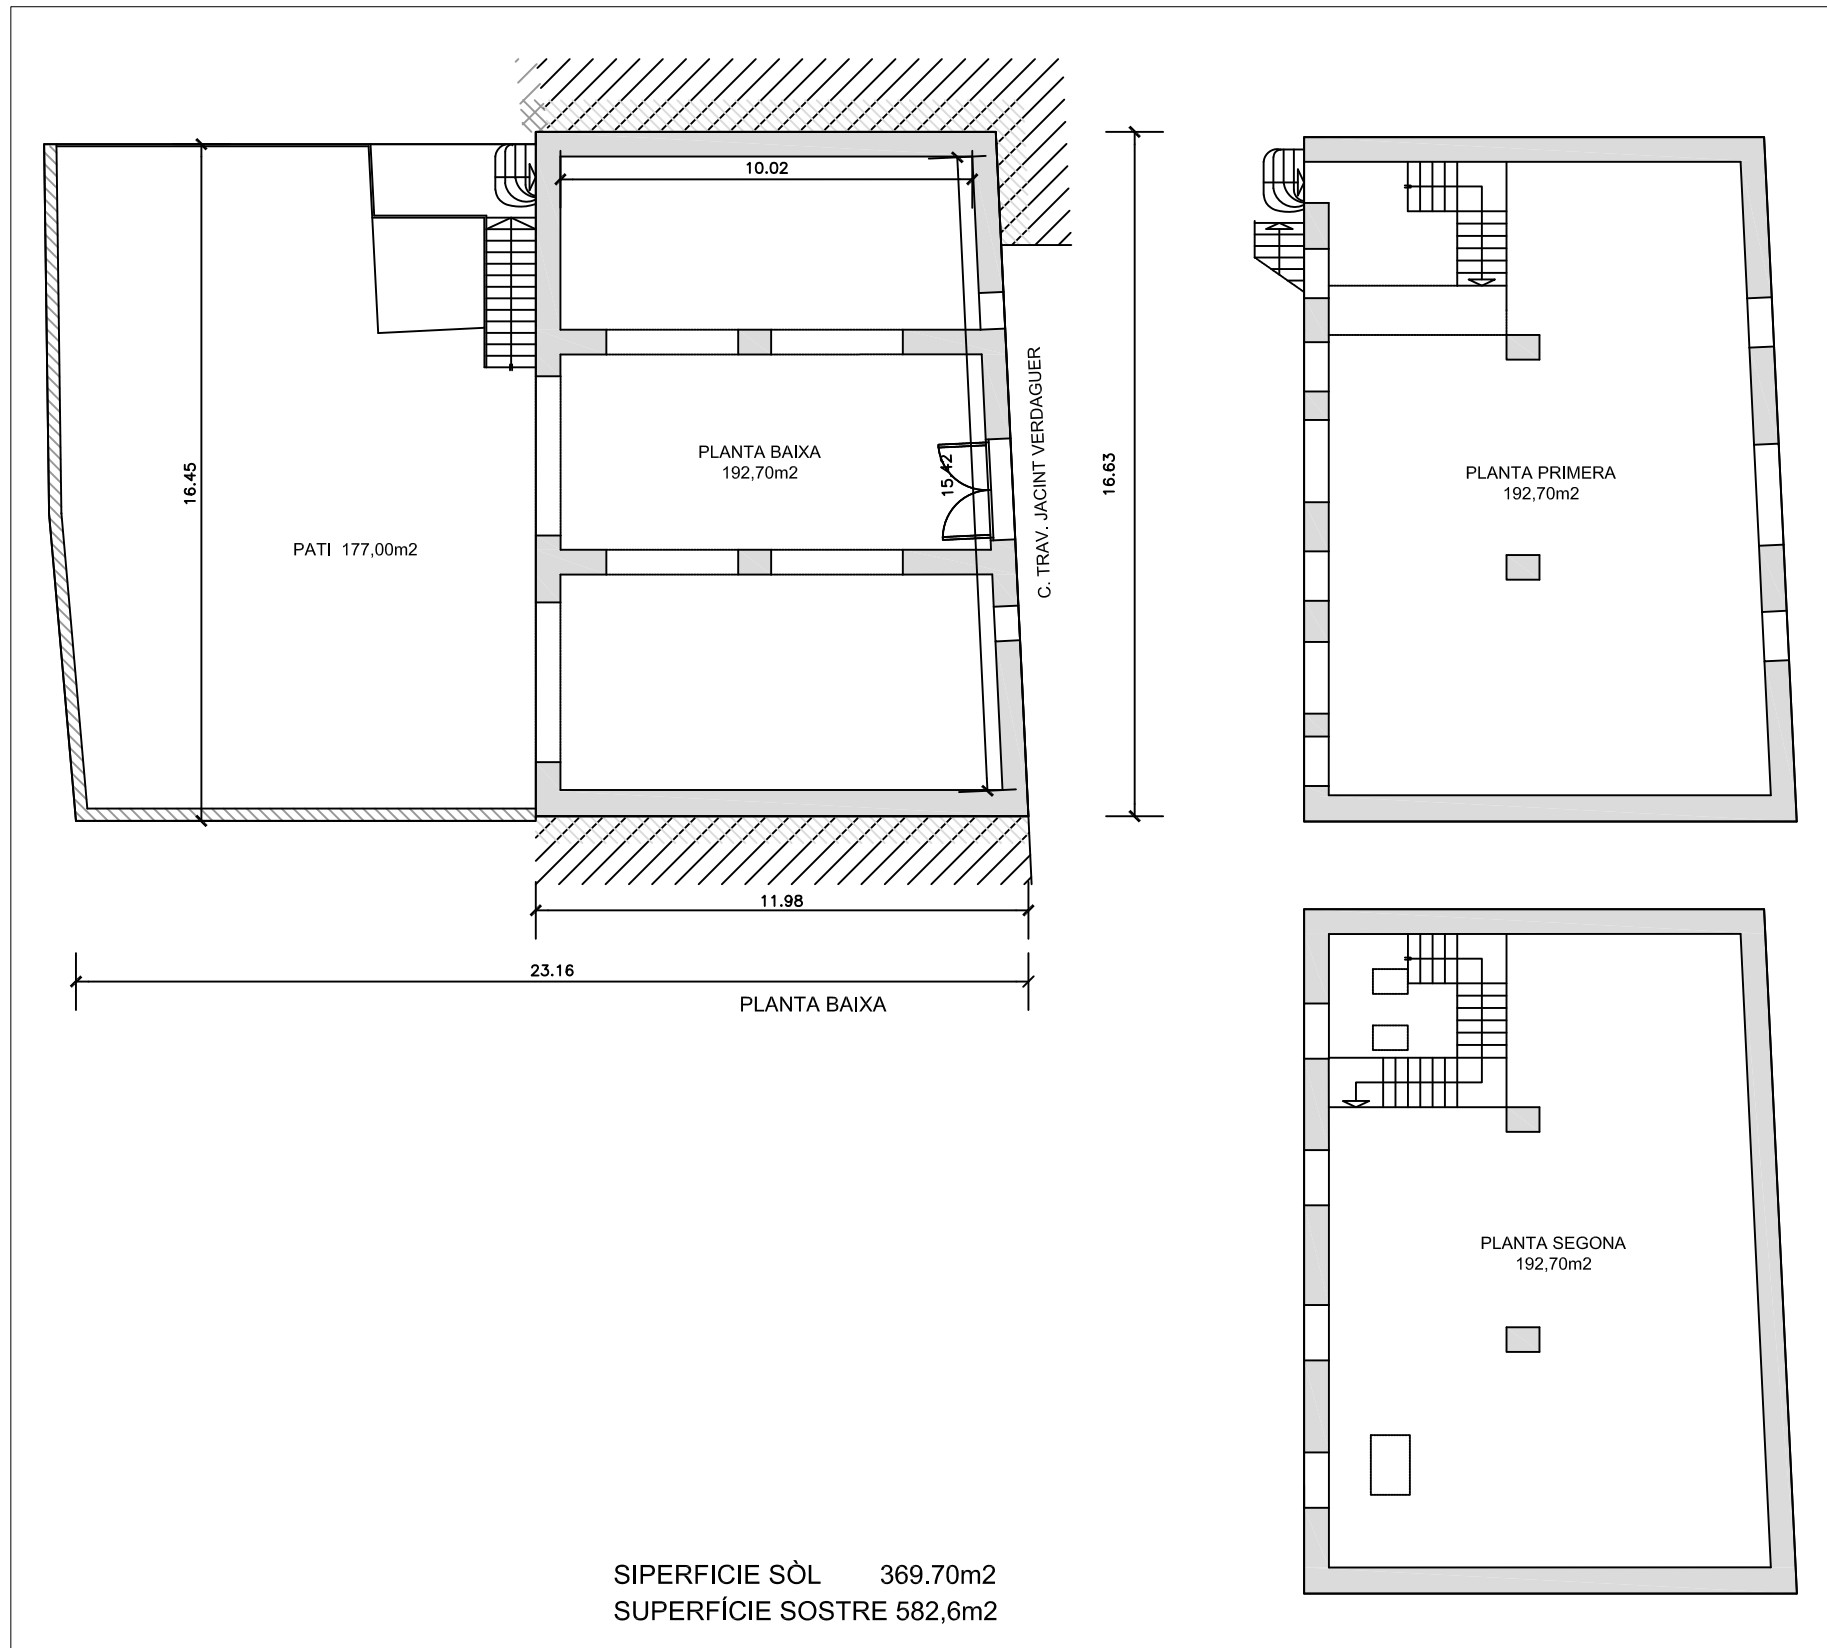 10.02
16.45
PLANTA BAIXA
192,70m2
15.42
C. TRAV. JACINT VERDAGUER
16.63
PATI 177,00m2
11.98
23.16
PLANTA BAIXA
PLANTA PRIMERA
192,70m2
PLANTA SEGONA
192,70m2
SIPERFICIE SÒL 369.70m2
SUPERFÍCIE SOSTRE 582,6m2